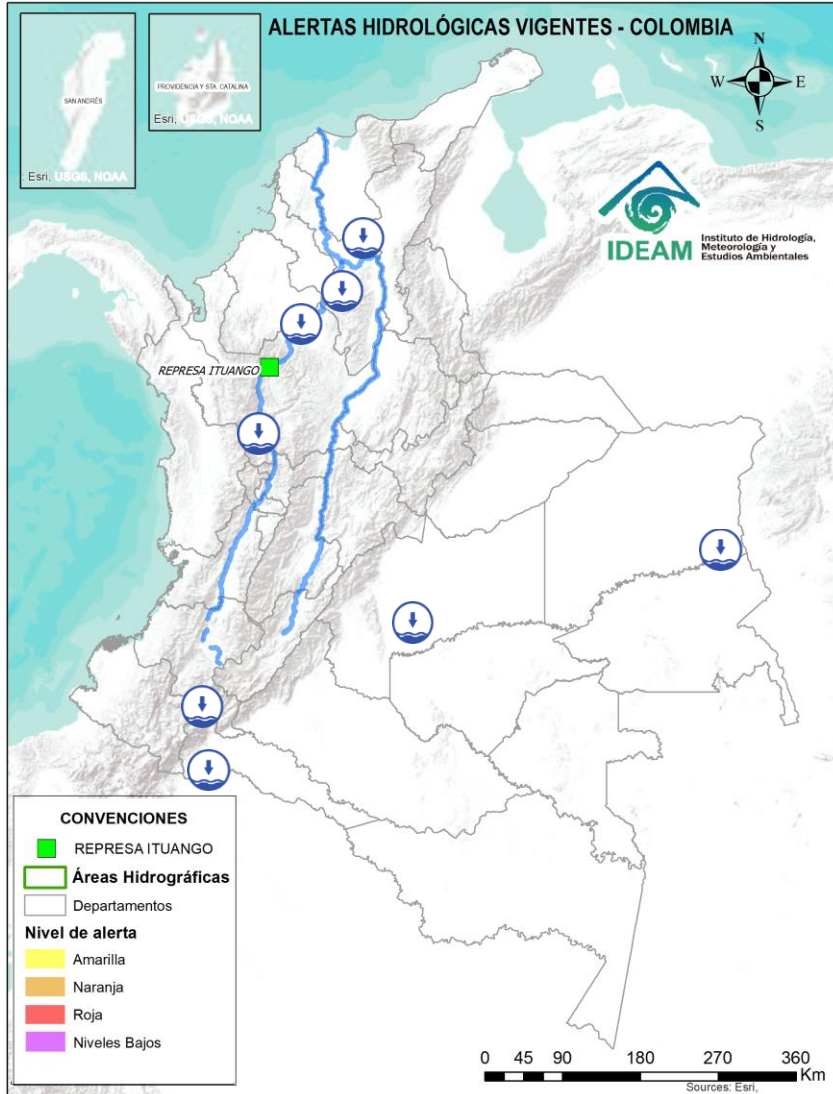 ALERTAS HIDROLÓGICAS VIGENTES - COLOMBIA
N
W E
S
SAN ANDRÉS
: Esri, USGS, NOAA
PROVIDENCIA Y STA. CATALINA
Esri, USGS, NOAA
IDEAM
Instituto de Hidrología,
Meteorología y
Estudios Ambientales
REPRESA ITUANGO
CONVENCIONES
REPRESA ITUANGO
Áreas Hidrográficas
Departamentos
Nivel de alerta
Amarilla
Naranja
Roja
Niveles Bajos
0 45 90 180 270 360
Km
Sources: Esri,